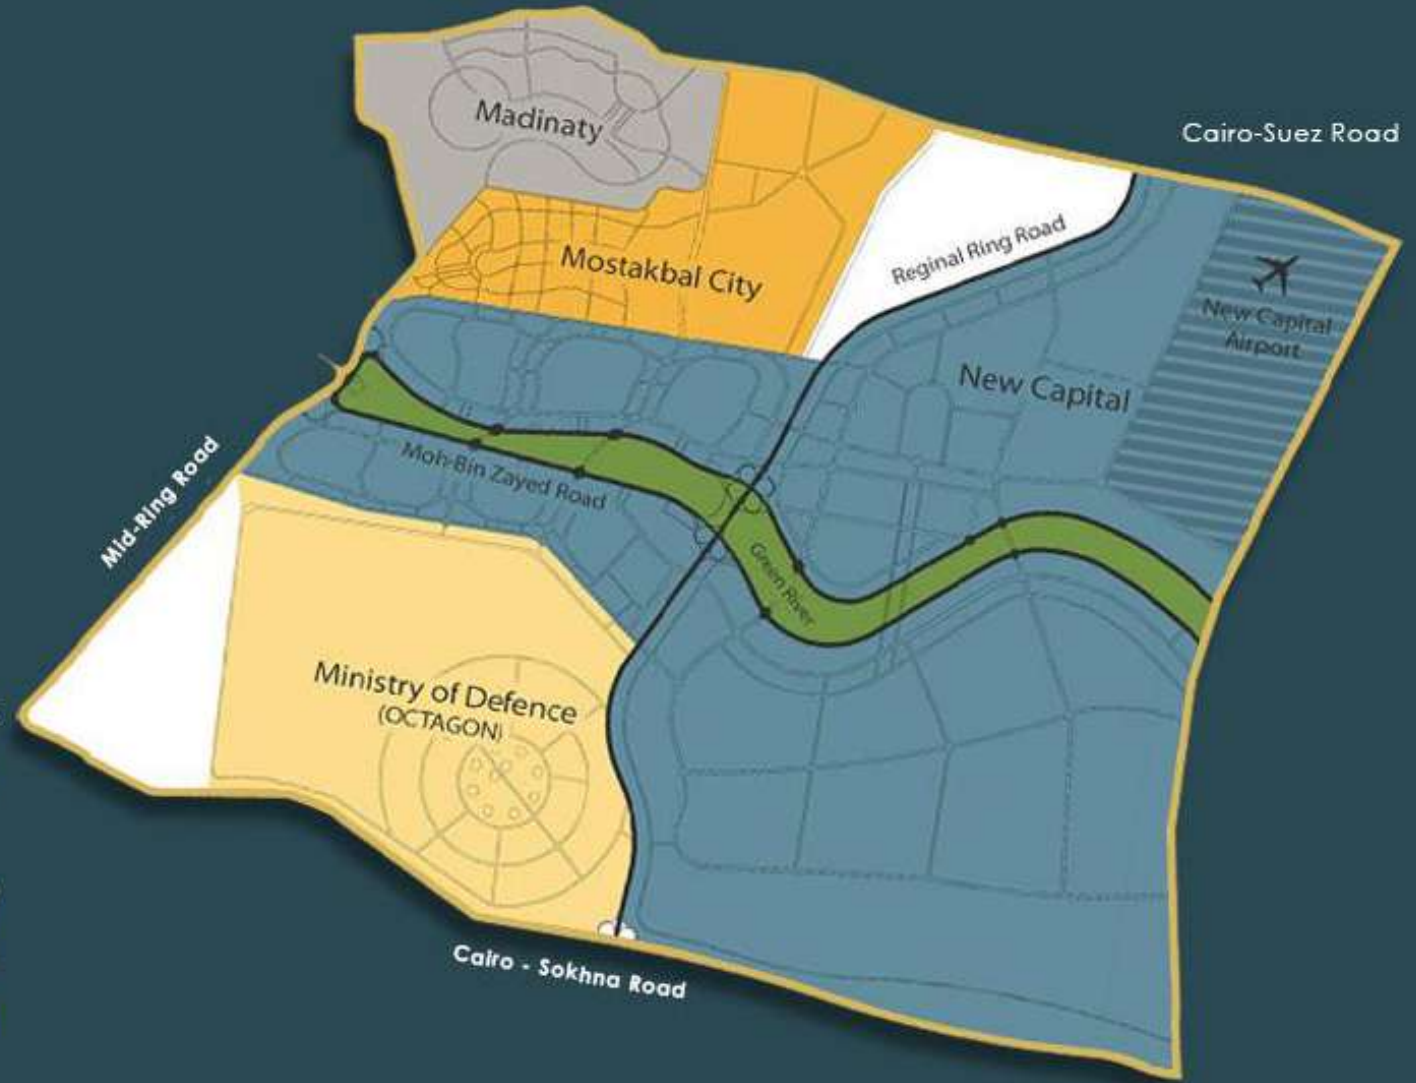 Madinaty
Cairo-Suez Road
Mostakbal City
Reginal Ring Road
New Capital
Airport
New Capital
Moh-Bin Zayed Road
Mid-Ring Road
Green River
Ministry of Defence
(OCTAGON)
Cairo - Sokhna Road